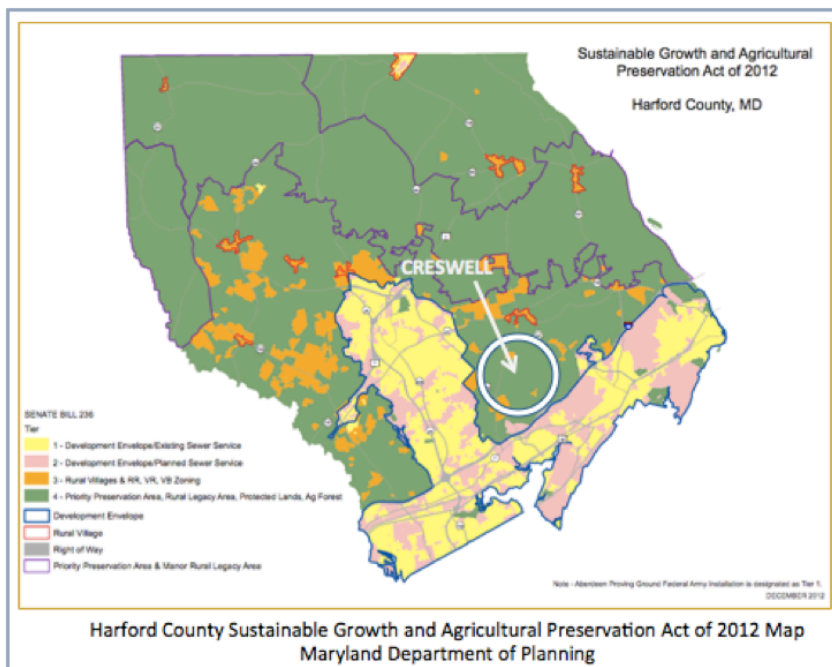 Sustainable Growth and Agricultural
Preservation Act of 2012
Harford County, MD
CRESWELL
SENATE BILL 236
Tier
1 - Development Envelope/Existing Sewer Service
2 - Development Envelope/Planned Sewer Service
3 - Rural Villages & RR, VR, VB Zoning
4 - Priority Preservation Area, Rural Legacy Area, Protected Lands, Ag Forest
Development Envelope
Rural Village
Right of Way
Priority Preservation Area & Manor Rural Legacy Area
Note - Aberdeen Proving Ground Federal Army Installation is designated as Tier 1.
DECEMBER 2012
Harford County Sustainable Growth and Agricultural Preservation Act of 2012 Map
Maryland Department of Planning